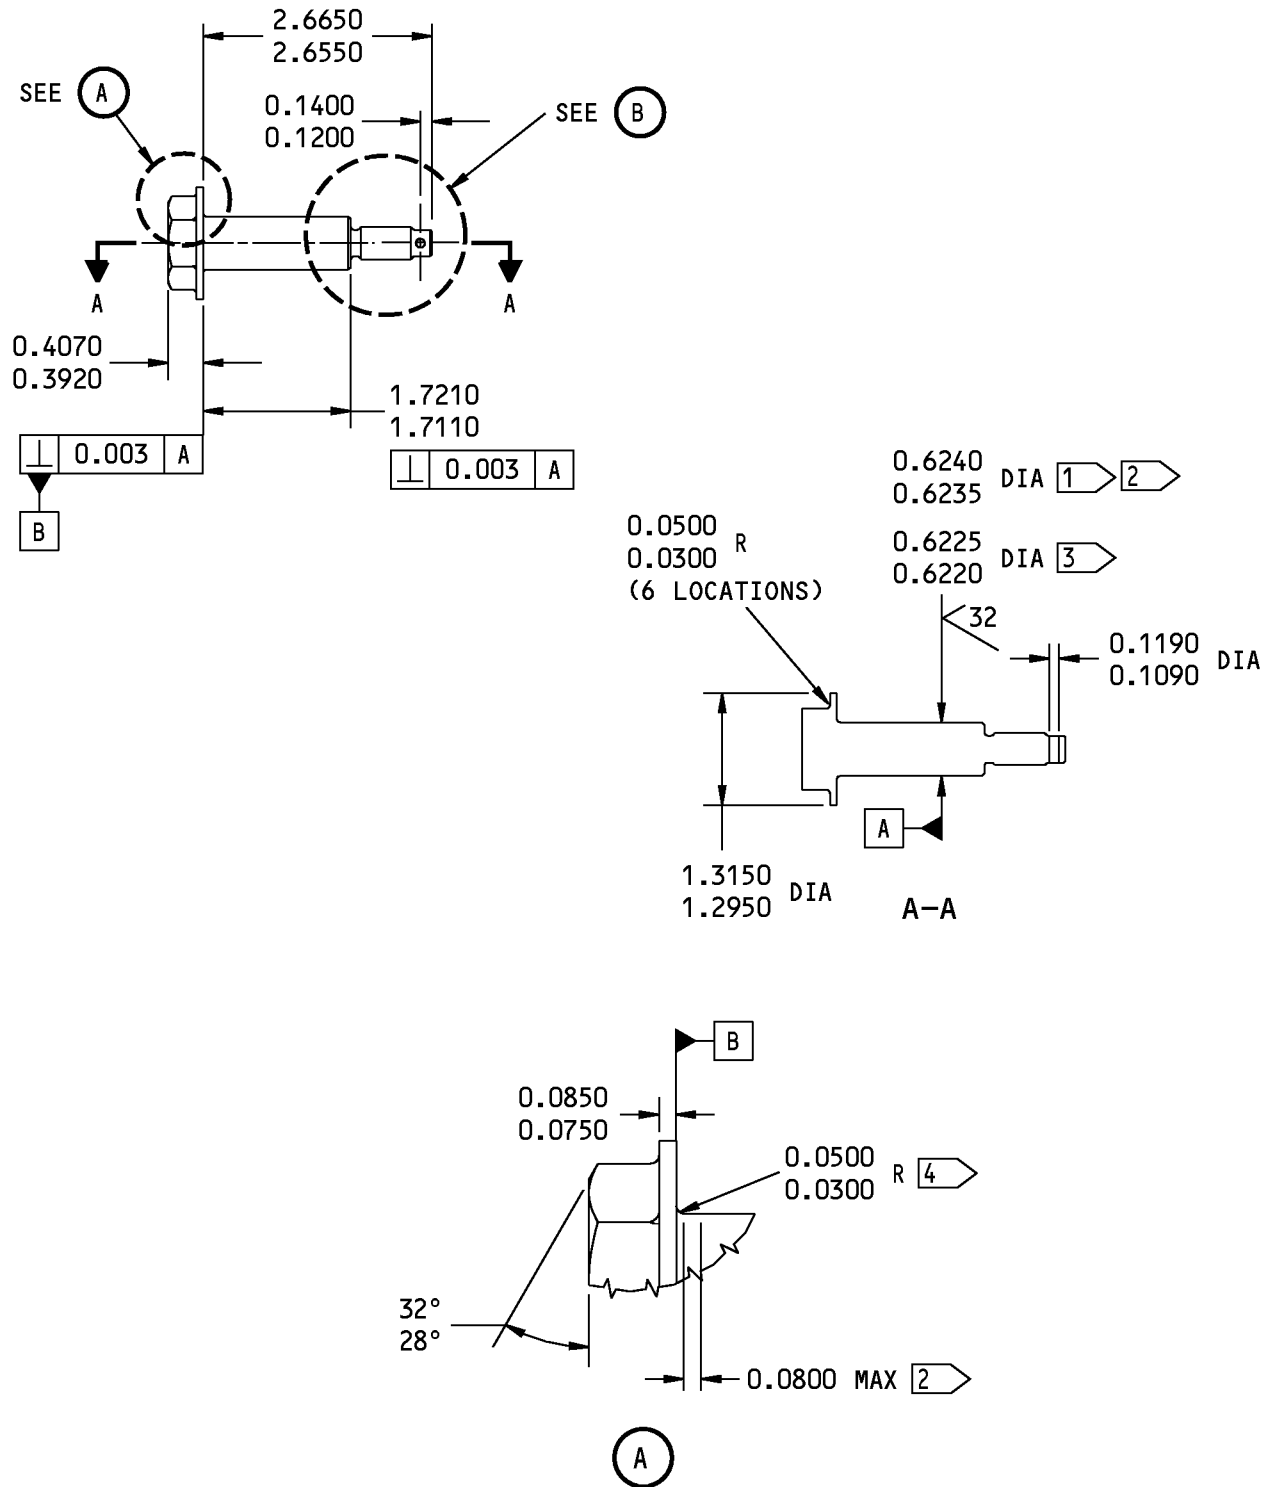 2.6650
2.6550
SEE A
0.1400
0.1200
SEE B
A
A
0.4070
0.3920
1.7210
1.7110
⊥ 0.003 A
⊥ 0.003 A
B
0.6240
0.6235
DIA 1 2
0.0500
0.0300
R
(6 LOCATIONS)
0.6225
0.6220
DIA 3
32
0.1190
0.1090
DIA
A
1.3150
1.2950
DIA
A-A
B
0.0850
0.0750
0.0500
0.0300
R 4
32°
28°
0.0800 MAX 2
A